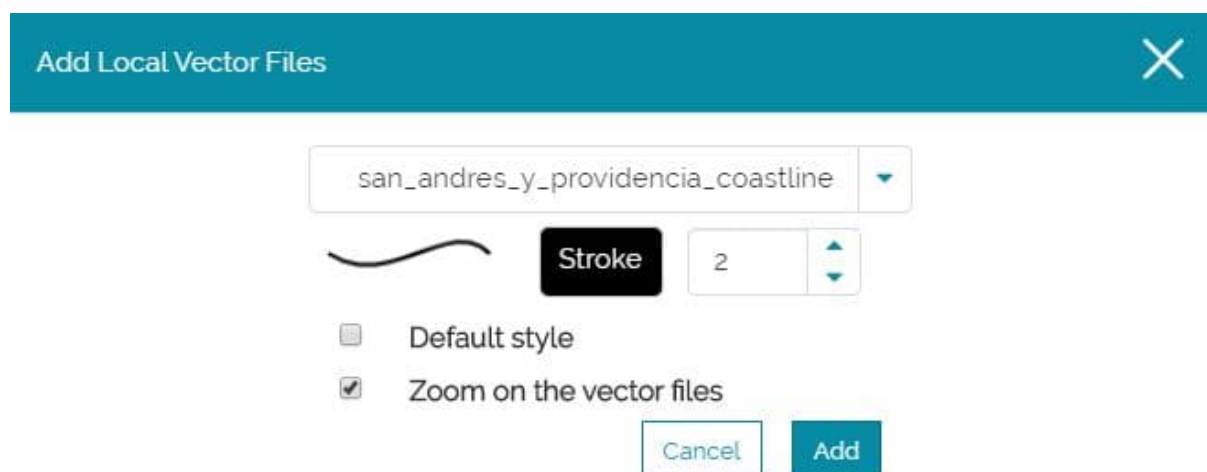 Add Local Vector Files
san_andres_y_providencia_coastline
Stroke 2
Default style
Zoom on the vector files
Cancel Add